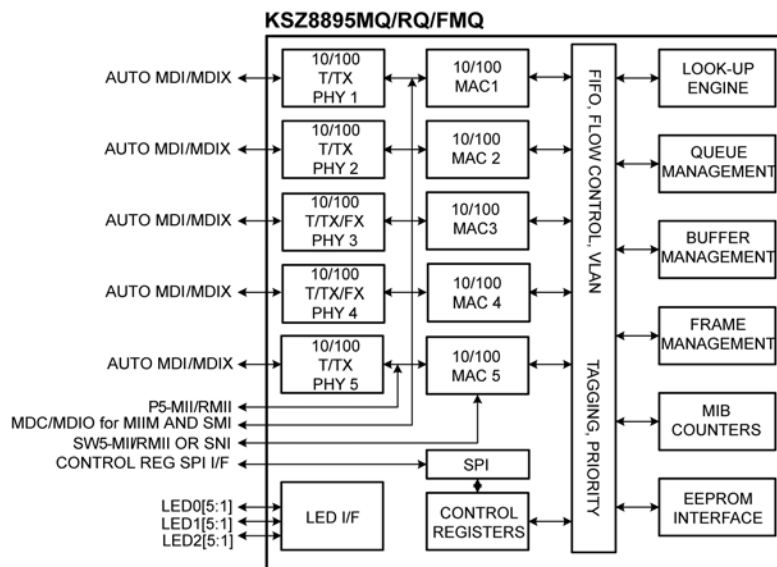 KSZ8895MQ/RQ/FMQ
AUTO MDI/MDIX
10/100
T/TX
PHY 1
10/100
MAC1
AUTO MDI/MDIX
10/100
T/TX
PHY 2
10/100
MAC 2
AUTO MDI/MDIX
10/100
T/TX/FX
PHY 3
10/100
MAC3
AUTO MDI/MDIX
10/100
T/TX/FX
PHY 4
10/100
MAC 4
AUTO MDI/MDIX
10/100
T/TX
PHY 5
10/100
MAC 5
P5-MII/RMII
MDC/MDIO for MIIM AND SMI
SW5-MII/RMII OR SNI
CONTROL REG SPI I/F
SPI
LED0[5:1]
LED1[5:1]
LED2[5:1]
LED I/F
CONTROL
REGISTERS
FIFO, FLOW CONTROL, VLAN
TAGGING, PRIORITY
LOOK-UP
ENGINE
QUEUE
MANAGEMENT
BUFFER
MANAGEMENT
FRAME
MANAGEMENT
MIB
COUNTERS
EEPROM
INTERFACE